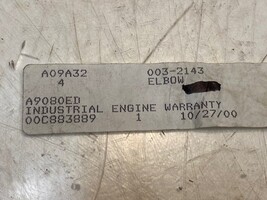 A09A32 003-2143
4 ELBOW
A9080ED
INDUSTRIAL ENGINE WARRANTY
00C883889 1 10/27/00